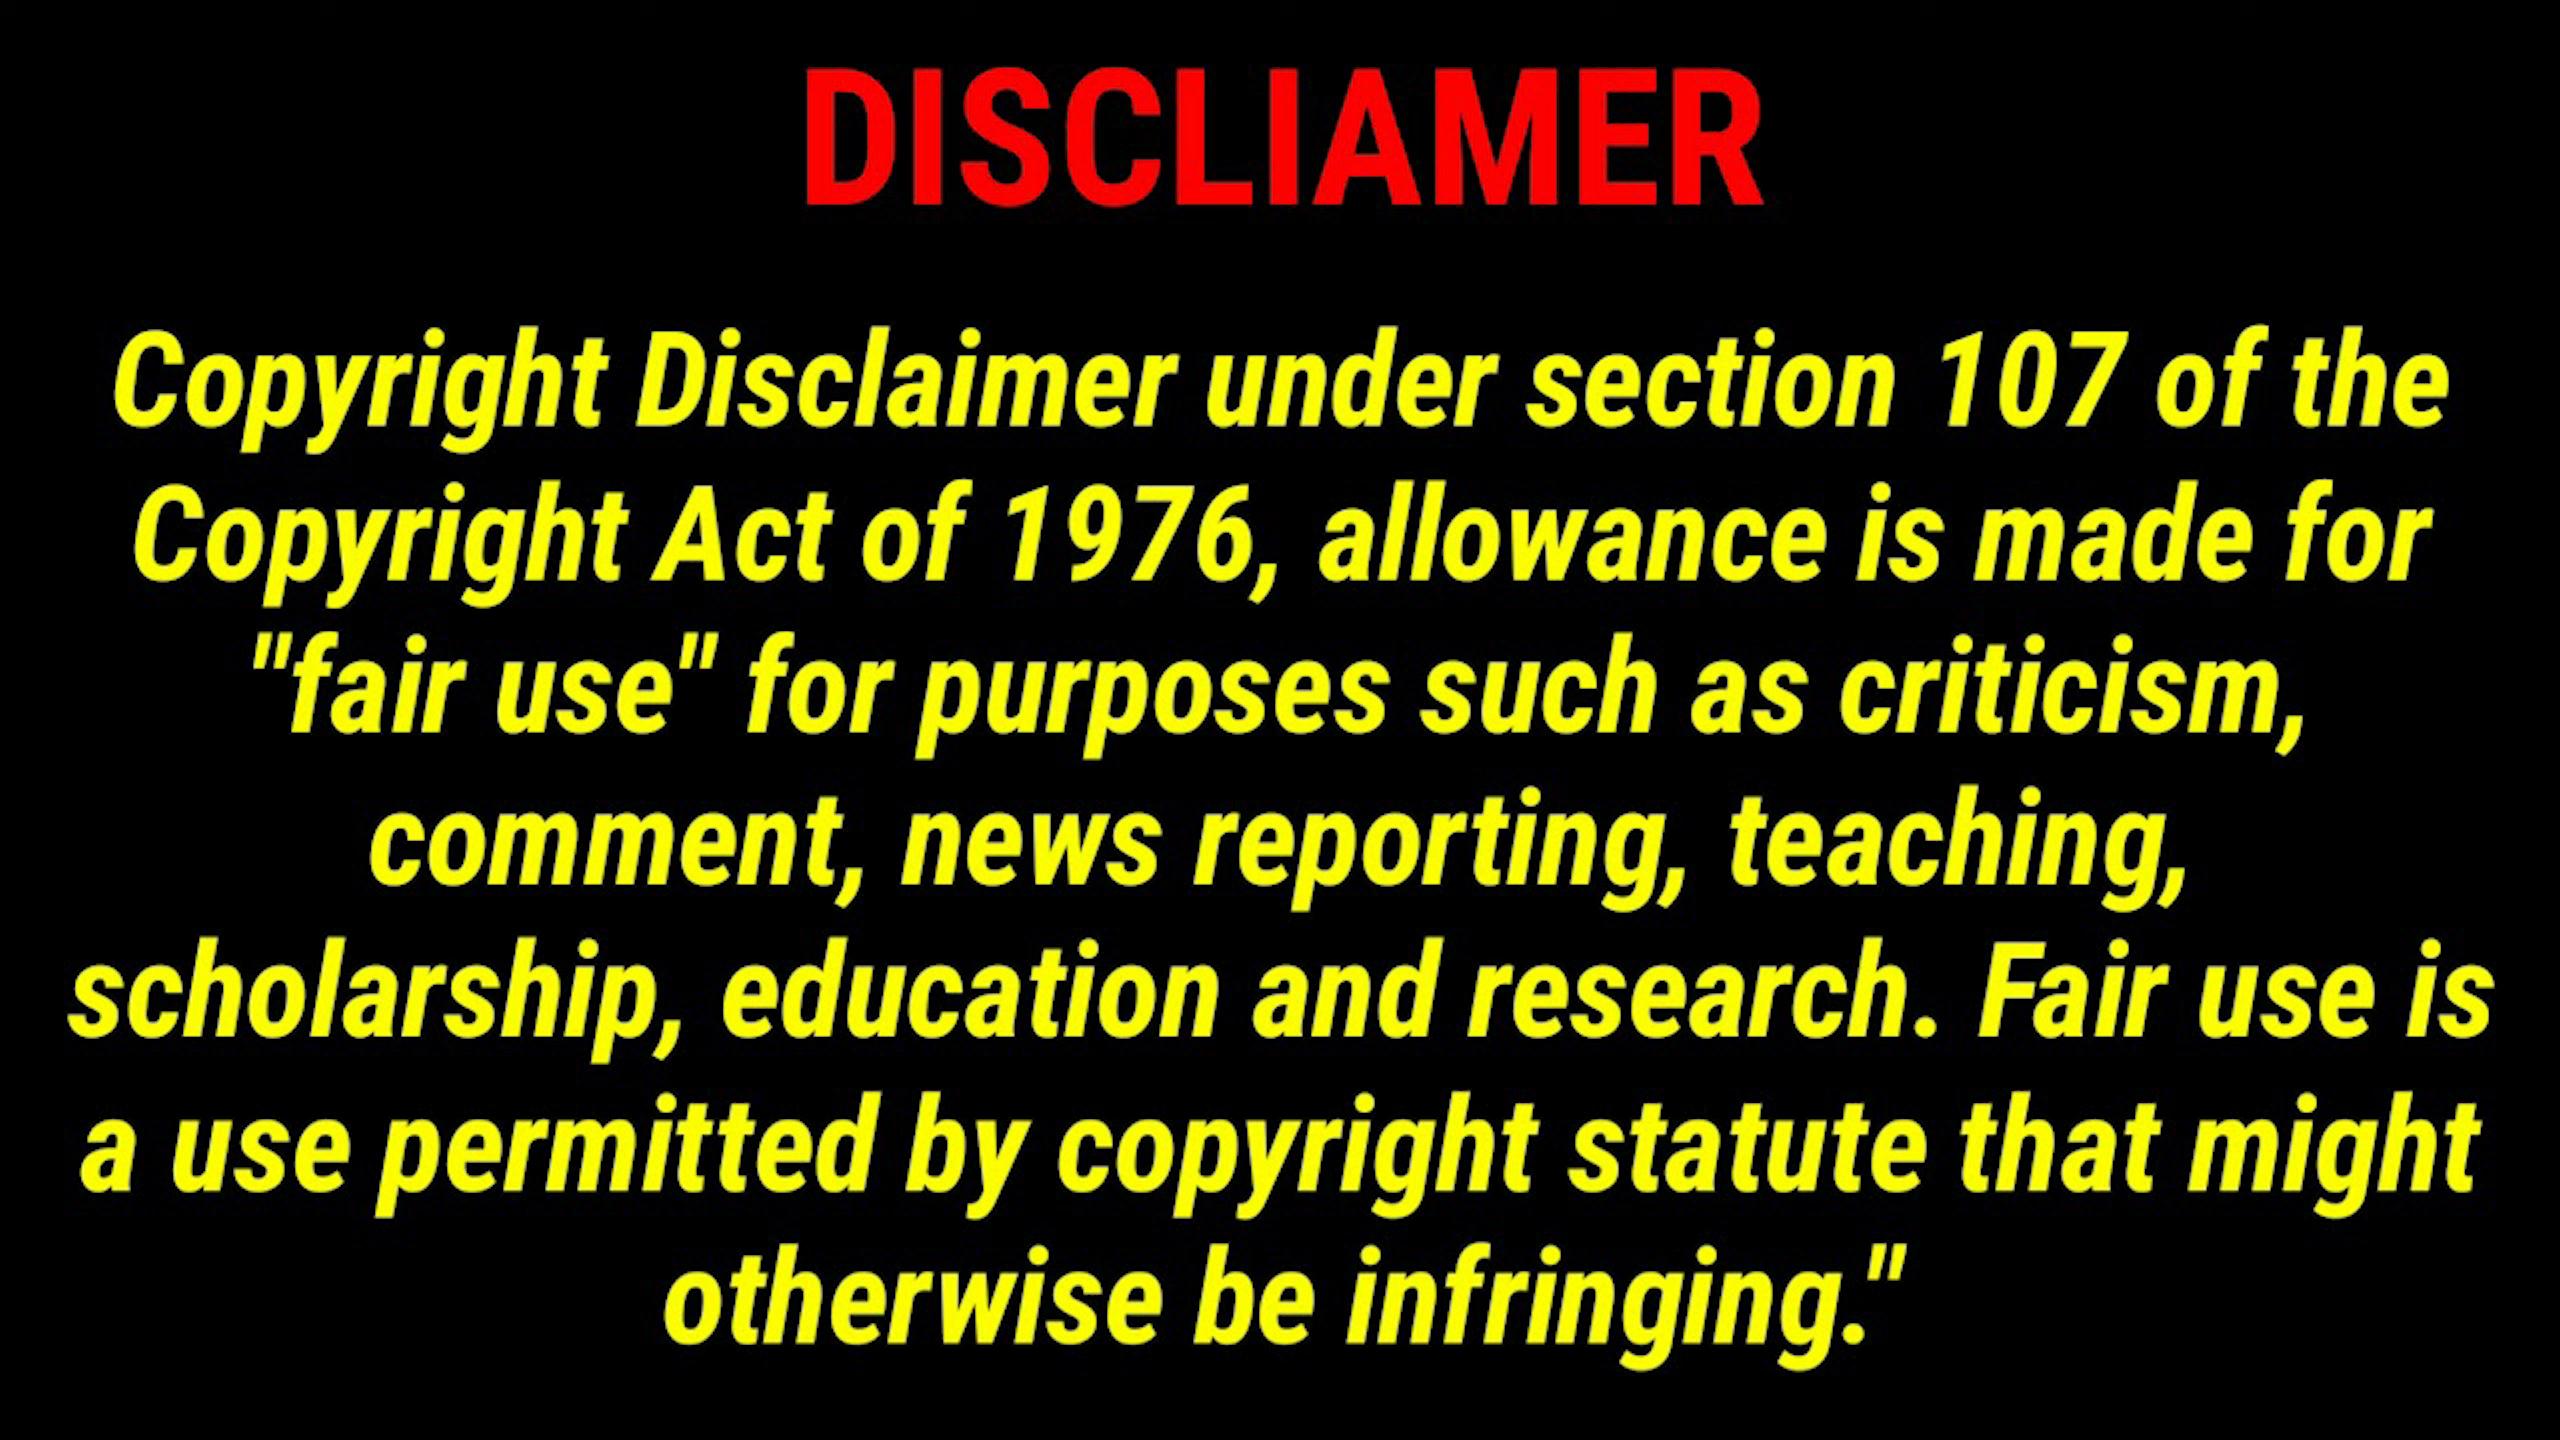 DISCLIAMER
Copyright Disclaimer under section 107 of the
Copyright Act of 1976, allowance is made for
"fair use" for purposes such as criticism,
comment, news reporting, teaching,
scholarship, education and research. Fair use is
a use permitted by copyright statute that might
otherwise be infringing."